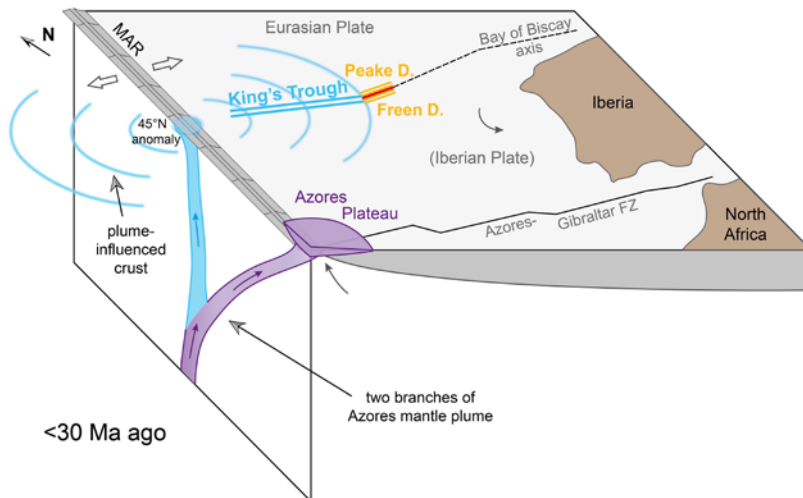 N
MAR
Eurasian Plate
Bay of Biscay
axis
Peake D.
King's Trough
Freen D.
Iberia
45°N
anomaly
(Iberian Plate)
Azores
Plateau
plume-
influenced
crust
Azores-
Gibraltar FZ
North
Africa
two branches of
Azores mantle plume
<30 Ma ago